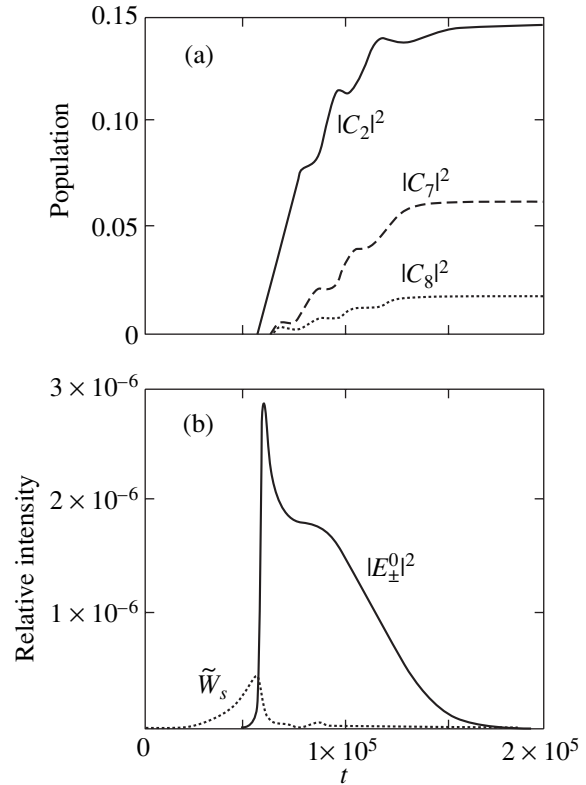 0.15
(a)
0.10
|C₂|²
|C₇|²
0.05
|C₈|²
0
Population
3 × 10⁻⁶
(b)
2 × 10⁻⁶
|E⁰±|²
1 × 10⁻⁶
W̃ₛ
Relative intensity
0
1 × 10⁵
2 × 10⁵
t